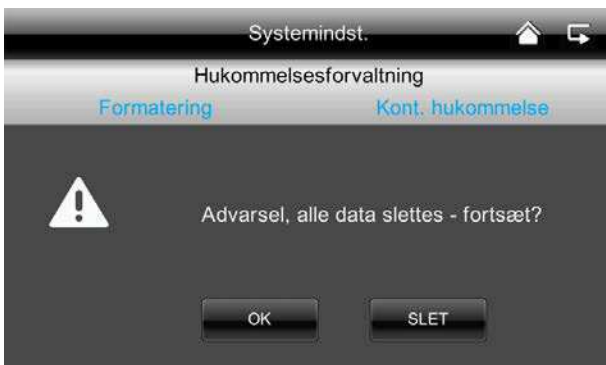 Systemindst.
Hukommelsesforvaltning
Formatering Kont. hukommelse
Advarsel, alle data slettes - fortsæt?
OK SLET